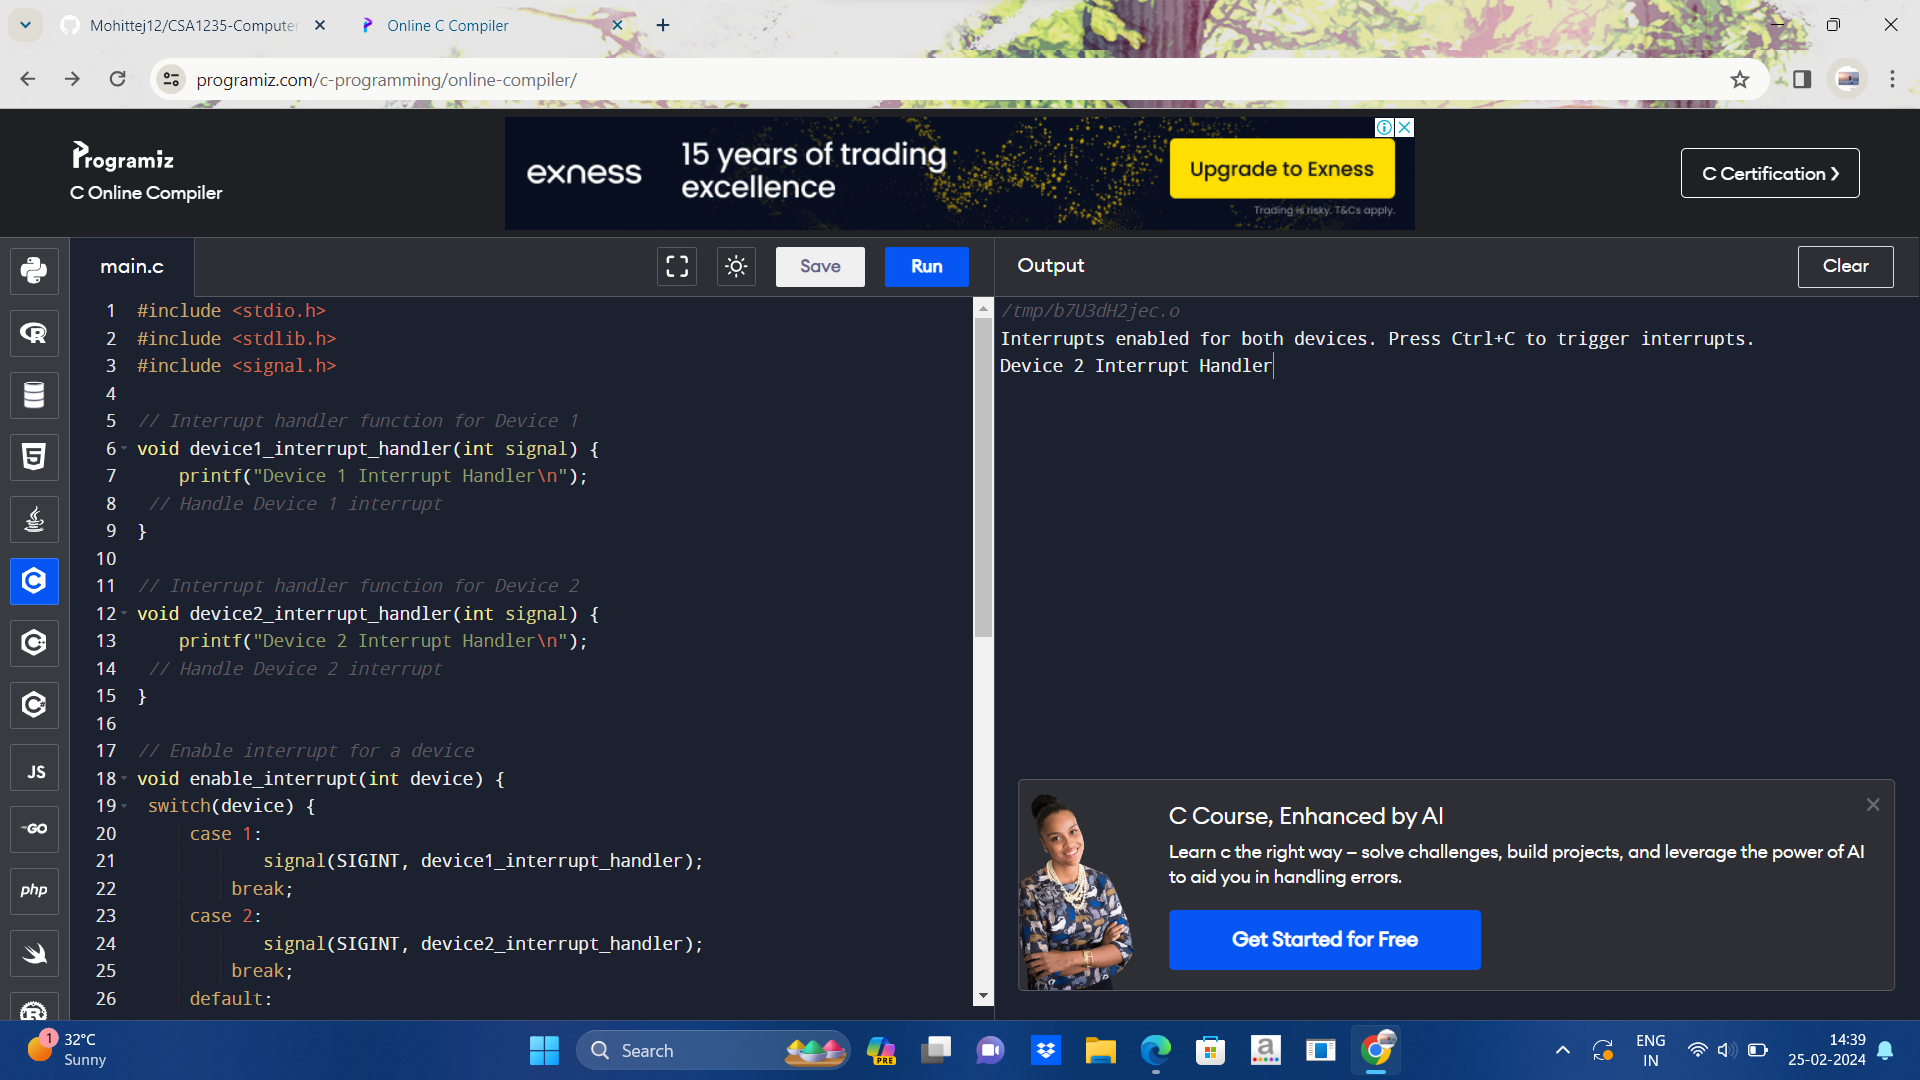 Mohittej12/CSA1235-Computer
Online C Compiler
programiz.com/c-programming/online-compiler/
Programiz
C Online Compiler
exness
15 years of trading
excellence
Upgrade to Exness
Trading is risky. T&Cs apply.
C Certification ❯
main.c
Save
Run
Output
Clear
1 #include <stdio.h>
2 #include <stdlib.h>
3 #include <signal.h>
4
5 // Interrupt handler function for Device 1
6 void device1_interrupt_handler(int signal) {
7     printf("Device 1 Interrupt Handler\n");
8  // Handle Device 1 interrupt
9 }
10
11 // Interrupt handler function for Device 2
12 void device2_interrupt_handler(int signal) {
13     printf("Device 2 Interrupt Handler\n");
14  // Handle Device 2 interrupt
15 }
16
17 // Enable interrupt for a device
18 void enable_interrupt(int device) {
19  switch(device) {
20      case 1:
21             signal(SIGINT, device1_interrupt_handler);
22          break;
23      case 2:
24             signal(SIGINT, device2_interrupt_handler);
25          break;
26      default:
/tmp/b7U3dH2jec.o
Interrupts enabled for both devices. Press Ctrl+C to trigger interrupts.
Device 2 Interrupt Handler
C Course, Enhanced by AI
Learn c the right way – solve challenges, build projects, and leverage the power of AI
to aid you in handling errors.
Get Started for Free
JS
GO
php
1
32°C
Sunny
Search
PRE
a
ENG
IN
14:39
25-02-2024